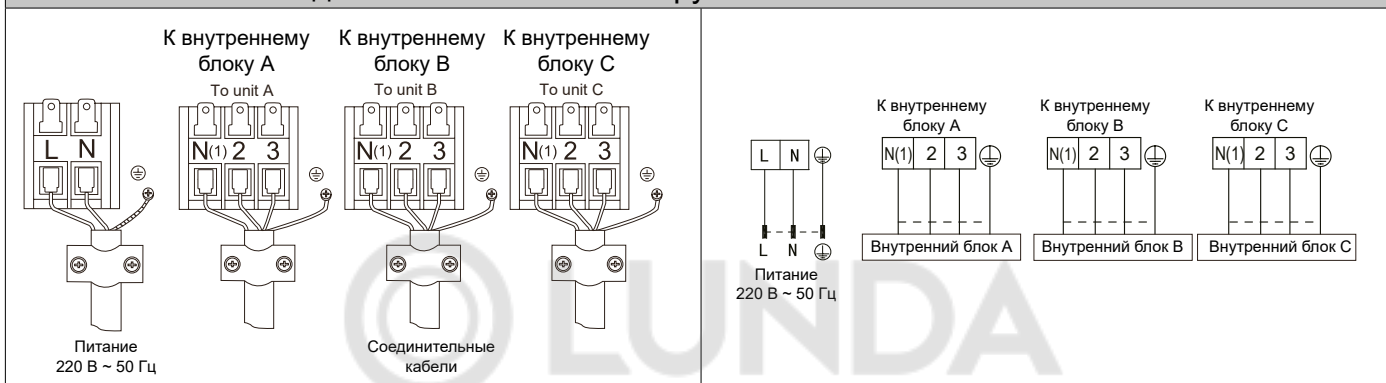 К внутреннему блоку A
To unit A
К внутреннему блоку B
To unit B
К внутреннему блоку C
To unit C
L N
N(1) 2 3
N(1) 2 3
N(1) 2 3
Питание
220 В ~ 50 Гц
Соединительные
кабели
К внутреннему
блоку A
К внутреннему
блоку B
К внутреннему
блоку C
L N
N(1) 2 3
N(1) 2 3
N(1) 2 3
L N
Внутренний блок A
Внутренний блок B
Внутренний блок C
Питание
220 В ~ 50 Гц
LUNDA